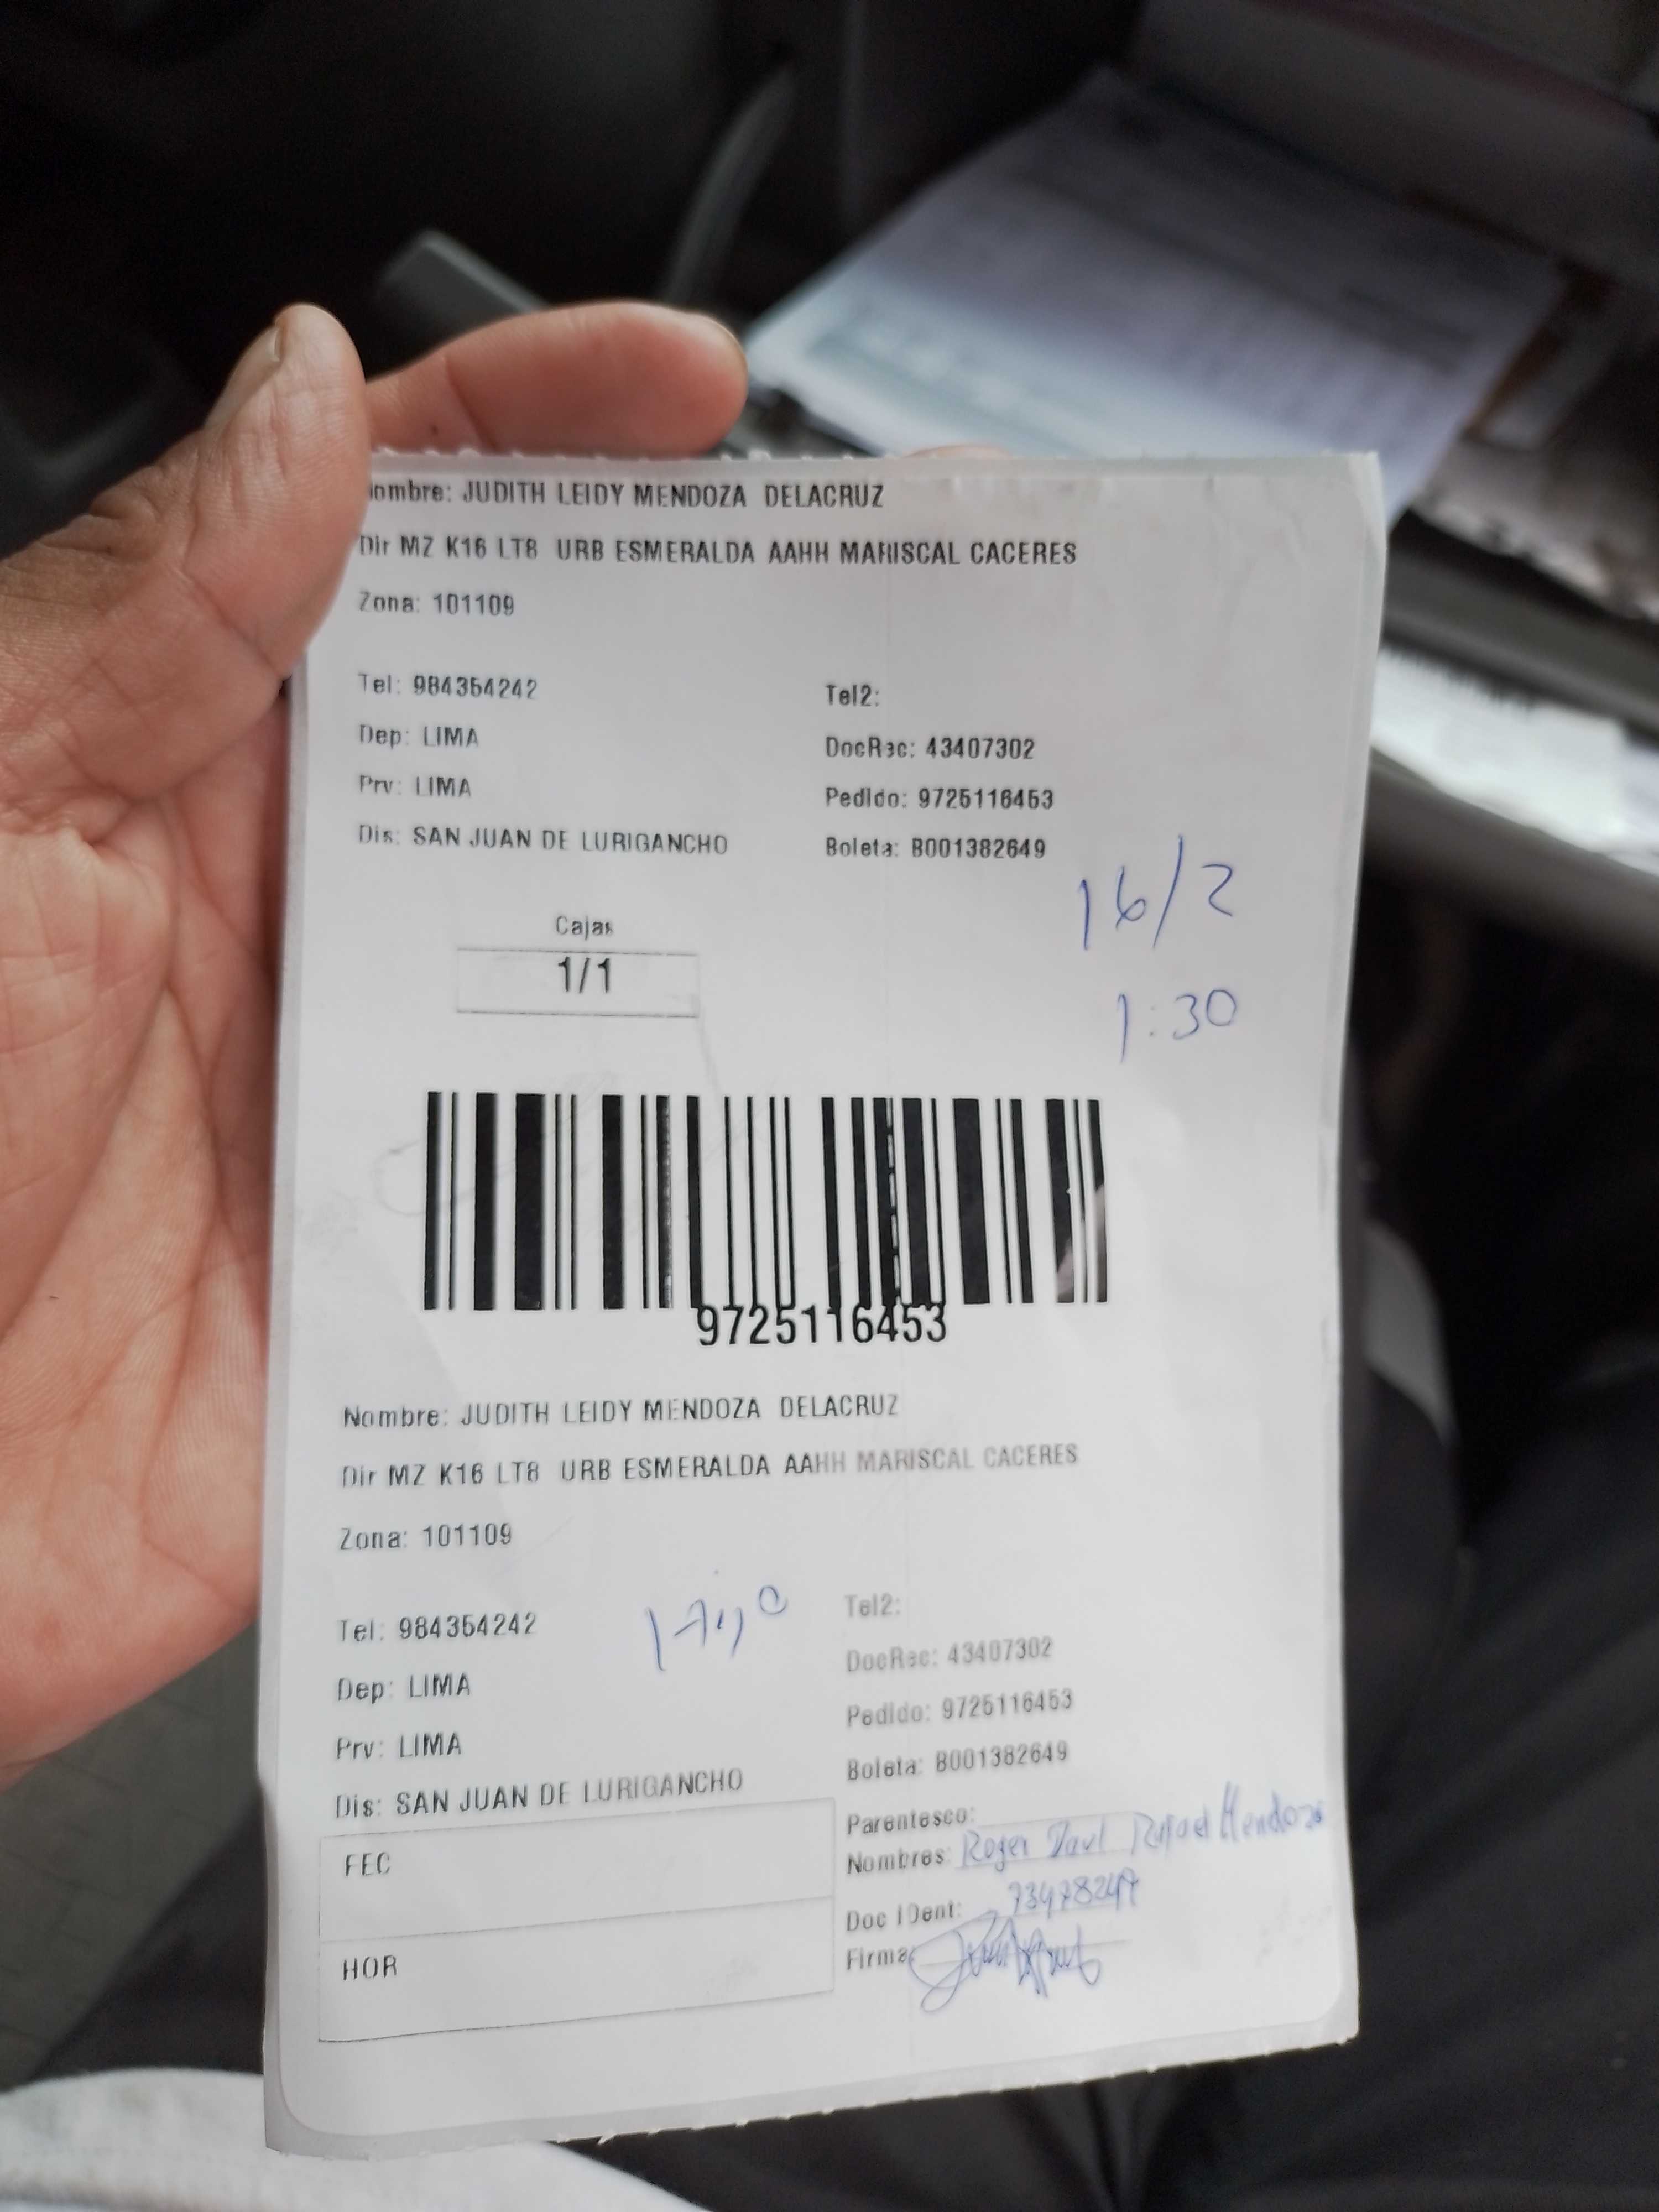 ombre: JUDITH LEIDY MENDOZA DELACRUZ
Dir MZ K16 LT8 URB ESMERALDA AAHH MARISCAL CACERES
Zona: 101109
Tel: 984354242
Tel2:
Dep: LIMA
DocRec: 43407302
Prv: LIMA
Pedido: 9725116453
Dis: SAN JUAN DE LURIGANCHO
Boleta: B001382649
16/2
Cajas
1/1
1:30
9725116453
Nombre: JUDITH LEIDY MENDOZA DELACRUZ
Dir MZ K16 LT8 URB ESMERALDA AAHH MARISCAL CACERES
Zona: 101109
Hijo
Tel: 984354242
Tel2:
DocRec: 43407302
Dep: LIMA
Pedido: 9725116453
Prv: LIMA
Boleta: B001382649
Dis: SAN JUAN DE LURIGANCHO
Parentesco:
FEC
Nombres: Roger Mendoza
Doc IDent:
HOR
Firma: